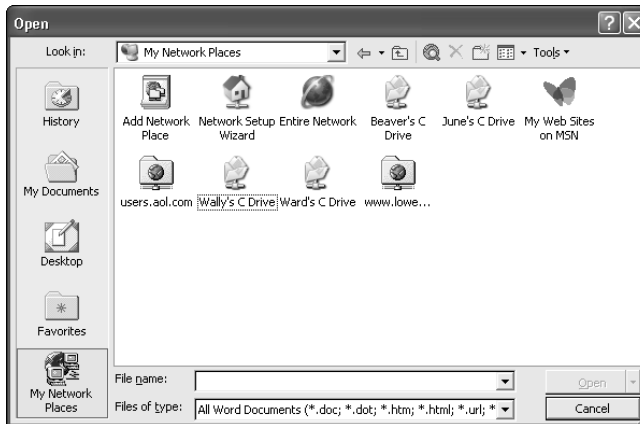 Open
Look in:
My Network Places
Tools
History
My Documents
Desktop
Favorites
My Network
Places
Add Network
Place
Network Setup
Wizard
Entire Network
Beaver's C
Drive
June's C Drive
My Web Sites
on MSN
users.aol.com
Wally's C Drive
Ward's C Drive
www.lowe...
File name:
Open
Files of type:
All Word Documents (*.doc; *.dot; *.htm; *.html; *.url; *
Cancel